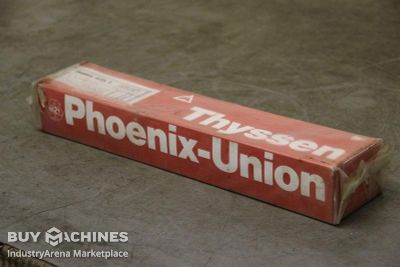 Thyssen
Phoenix-Union
BUY MACHINES
IndustryArena Marketplace